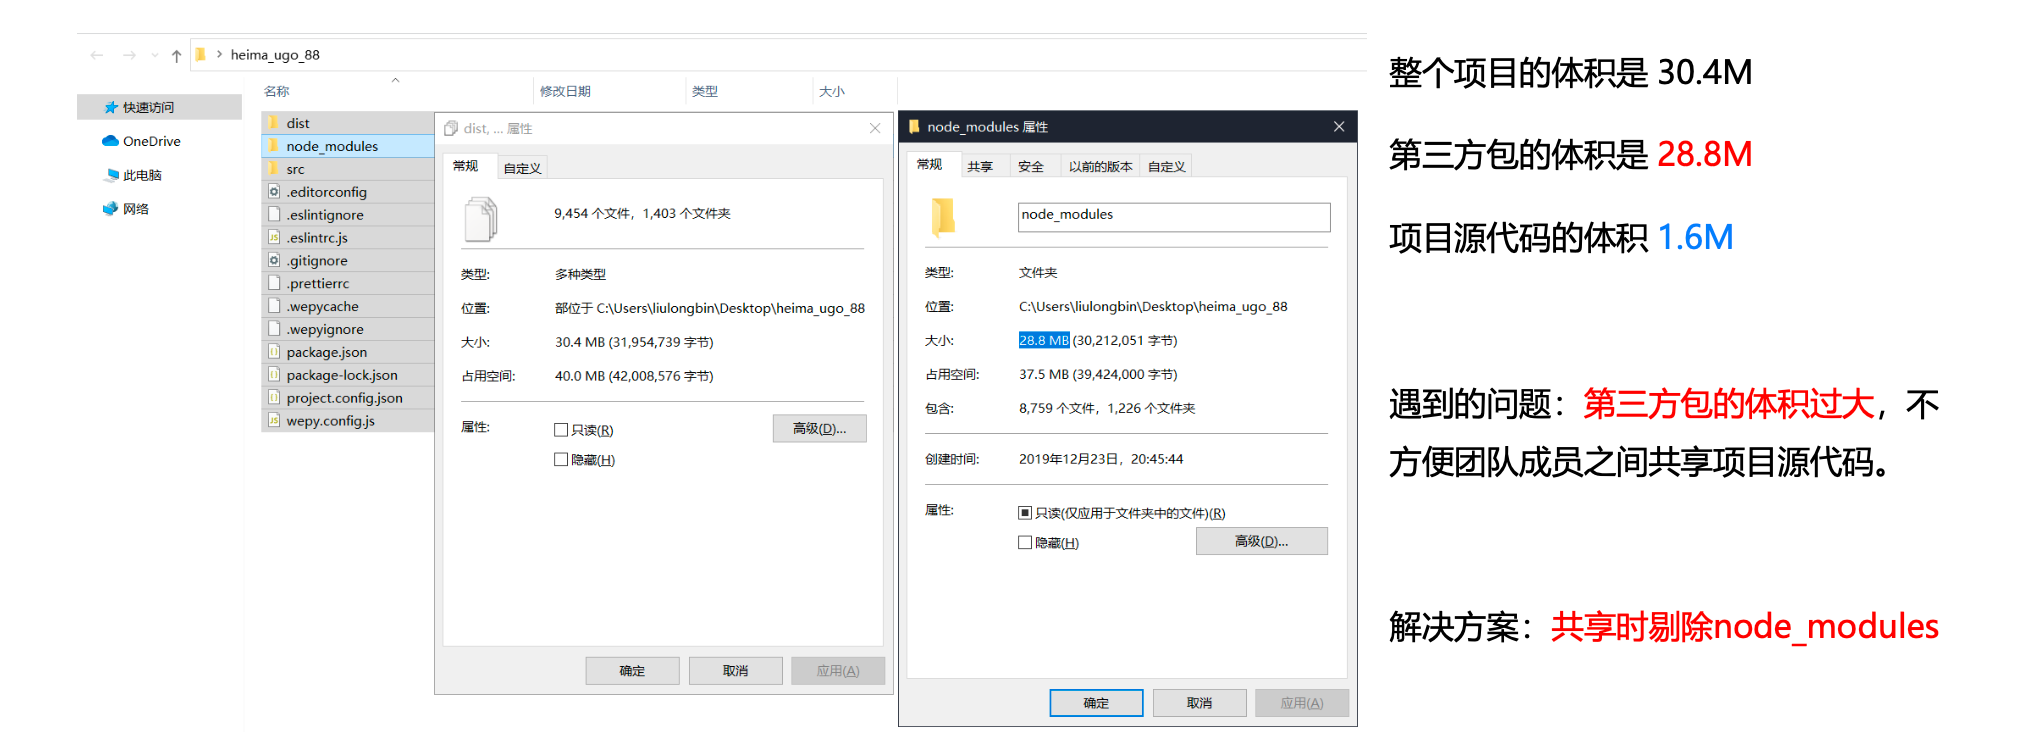 heima_ugo_88
快速访问
OneDrive
此电脑
网络
名称
修改日期
类型
大小
dist
node_modules
src
.editorconfig
.eslintignore
.eslintrc.js
.gitignore
.prettierrc
.wepycache
.wepyignore
package.json
package-lock.json
project.config.json
wepy.config.js
dist, ... 属性
常规
自定义
9,454 个文件，1,403 个文件夹
类型:
多种类型
位置:
部位于 C:\Users\liulongbin\Desktop\heima_ugo_88
大小:
30.4 MB (31,954,739 字节)
占用空间:
40.0 MB (42,008,576 字节)
属性:
只读(R)
高级(D)...
隐藏(H)
确定
取消
应用(A)
node_modules 属性
常规
共享
安全
以前的版本
自定义
node_modules
类型:
文件夹
位置:
C:\Users\liulongbin\Desktop\heima_ugo_88
大小:
28.8 MB (30,212,051 字节)
占用空间:
37.5 MB (39,424,000 字节)
包含:
8,759 个文件，1,226 个文件夹
创建时间:
2019年12月23日，20:45:44
属性:
只读(仅应用于文件夹中的文件)(R)
隐藏(H)
高级(D)...
确定
取消
应用(A)
整个项目的体积是 30.4M
第三方包的体积是 28.8M
项目源代码的体积 1.6M
遇到的问题：第三方包的体积过大，不
方便团队成员之间共享项目源代码。
解决方案：共享时剔除node_modules